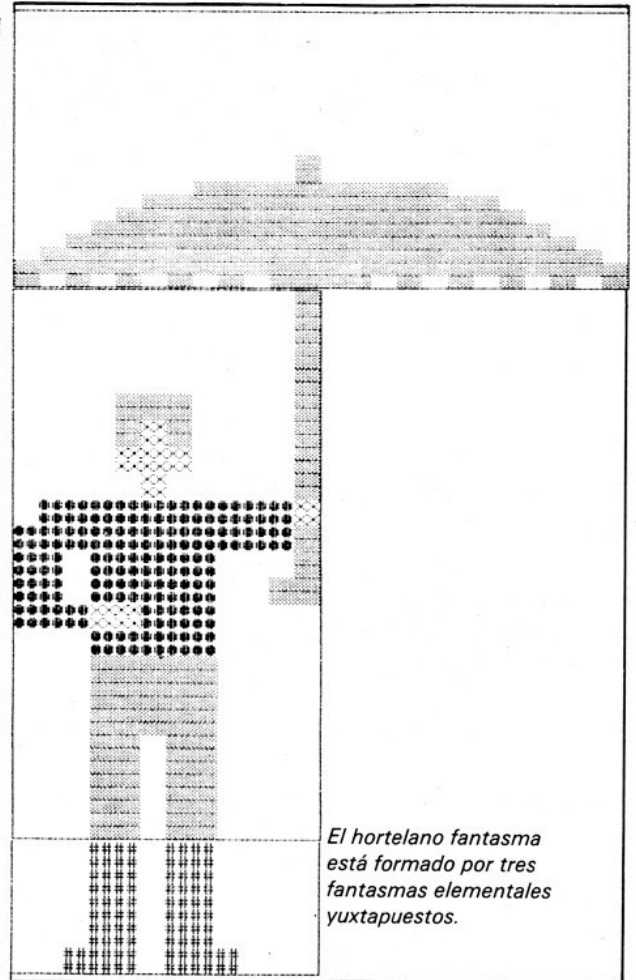 El hortelano fantasma
está formado por tres
fantasmas elementales
yuxtapuestos.